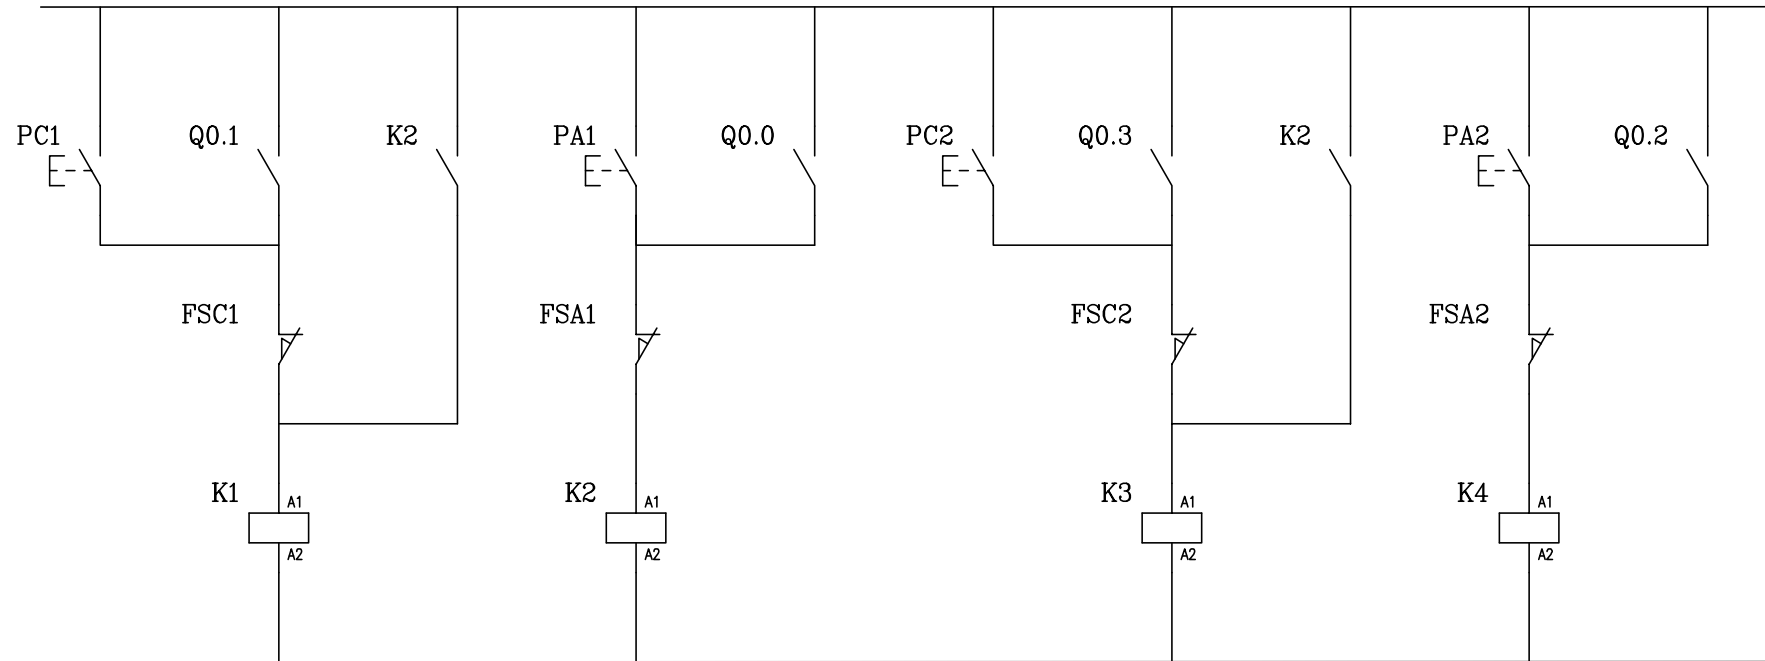 PC1 Q0.1 K2 PA1 Q0.0 PC2 Q0.3 K2 PA2 Q0.2
FSC1 FSA1 FSC2 FSA2
K1 A1 K2 A1 K3 A1 K4 A1
A2 A2 A2 A2